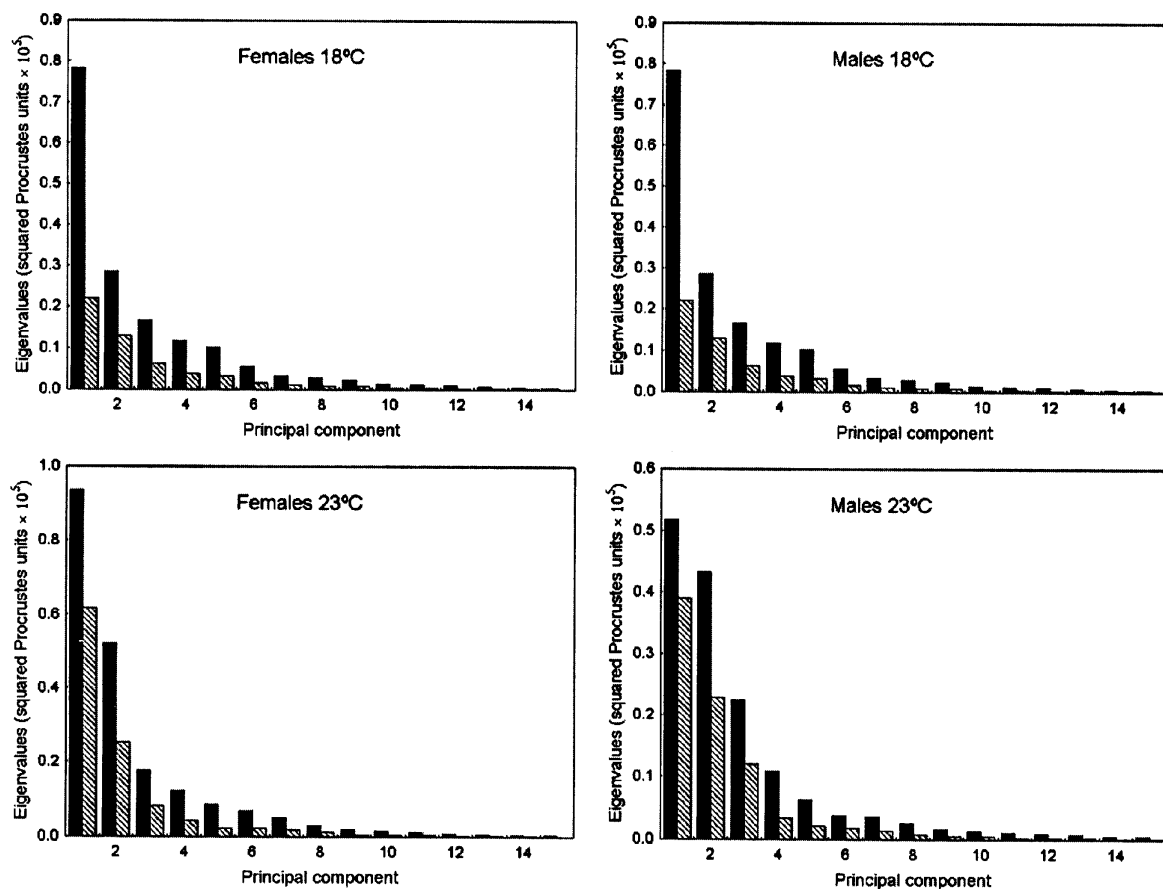 Females 18ºC
Eigenvalues (squared Procrustes units × 10⁵)
0.9
0.8
0.7
0.6
0.5
0.4
0.3
0.2
0.1
0.0
2 4 6 8 10 12 14
Principal component
Males 18ºC
Eigenvalues (squared Procrustes units × 10⁵)
0.9
0.8
0.7
0.6
0.5
0.4
0.3
0.2
0.1
0.0
2 4 6 8 10 12 14
Principal component
Females 23ºC
Eigenvalues (squared Procrustes units × 10⁵)
1.0
0.8
0.6
0.4
0.2
0.0
2 4 6 8 10 12 14
Principal component
Males 23ºC
Eigenvalues (squared Procrustes units × 10⁵)
0.6
0.5
0.4
0.3
0.2
0.1
0.0
2 4 6 8 10 12 14
Principal component